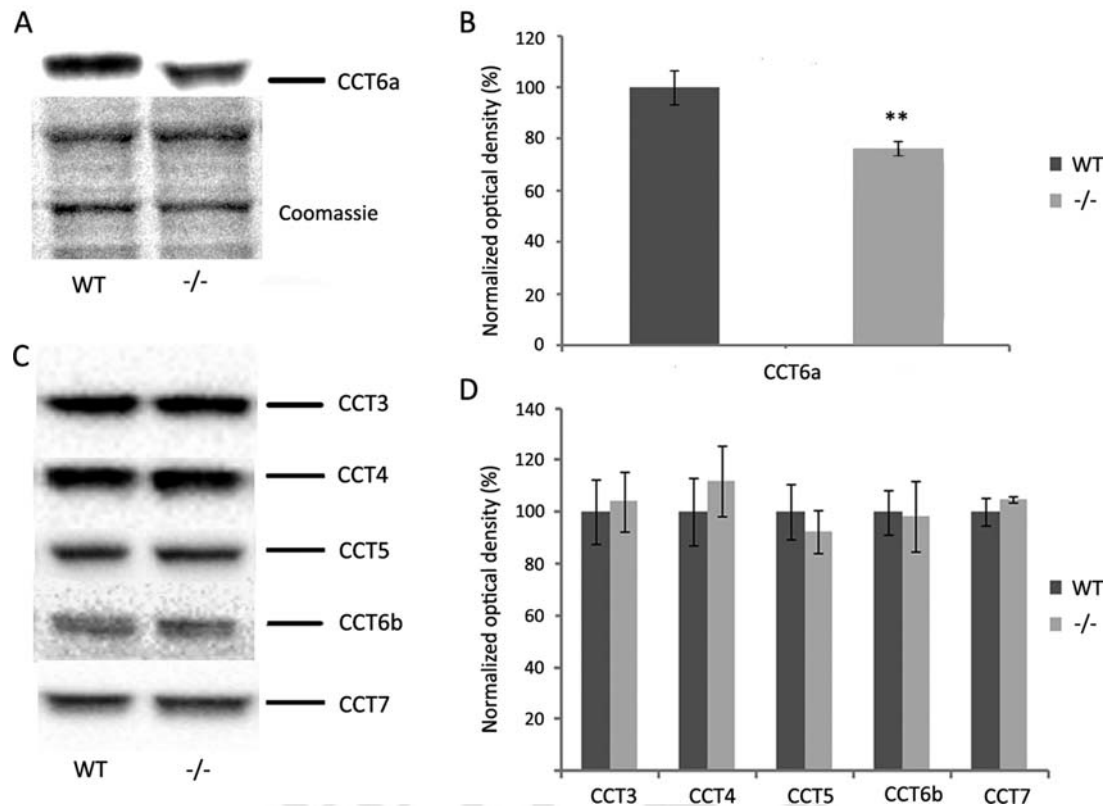 A
CCT6a
Coomassie
WT -/-
B
Normalized optical density (%)
120
100
80
60
40
20
0
**
CCT6a
WT
-/-
C
CCT3
CCT4
CCT5
CCT6b
CCT7
WT -/-
D
Normalized optical density (%)
140
120
100
80
60
40
20
CCT3 CCT4 CCT5 CCT6b CCT7
WT
-/-